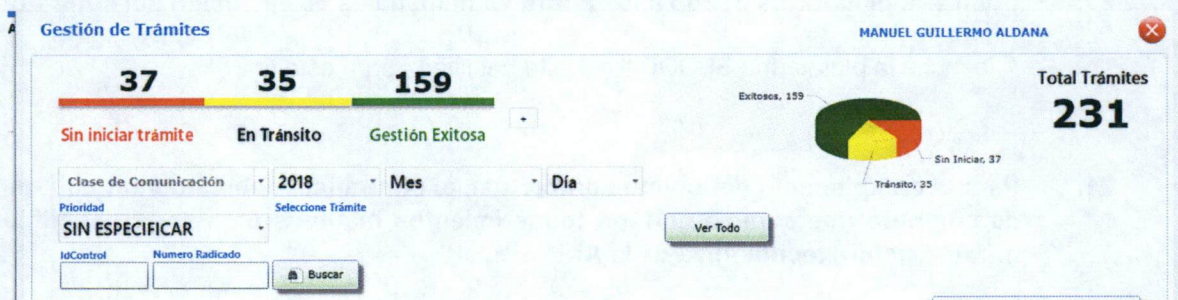 Gestión de Trámites
MANUEL GUILLERMO ALDANA
37 35 159
Sin iniciar trámite En Tránsito Gestión Exitosa
Exitosos, 159
Sin Iniciar, 37
Tránsito, 35
Total Trámites
231
Clase de Comunicación 2018 Mes Día
Prioridad Seleccione Trámite
SIN ESPECIFICAR
Ver Todo
IdControl Numero Radicado
Buscar